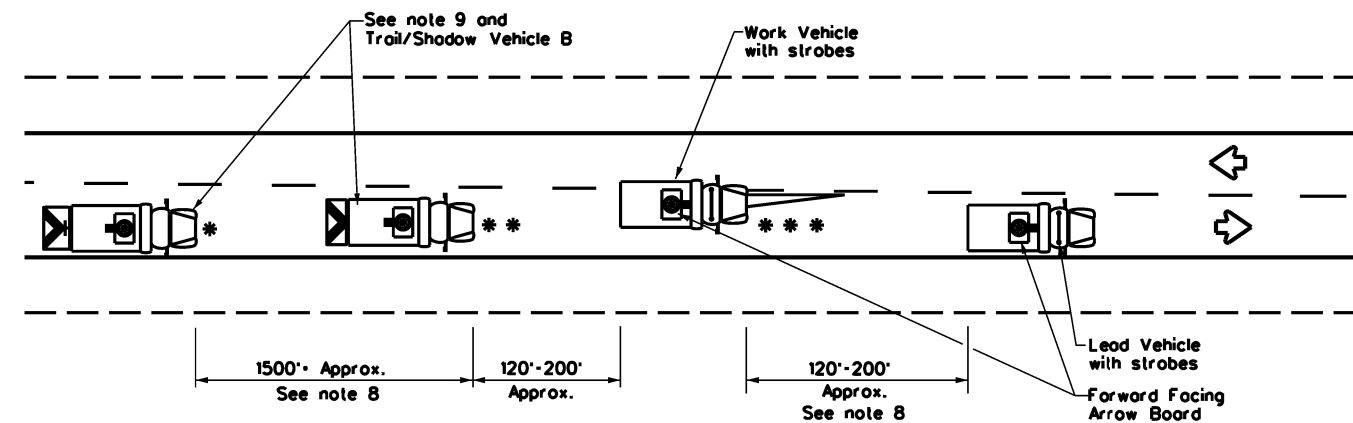 See note 9 and
Trail/Shadow Vehicle B
Work Vehicle
with strobes
1500'+ Approx.
See note 8
120'-200'
Approx.
120'-200'
Approx.
See note 8
Lead Vehicle
with strobes
Forward Facing
Arrow Board